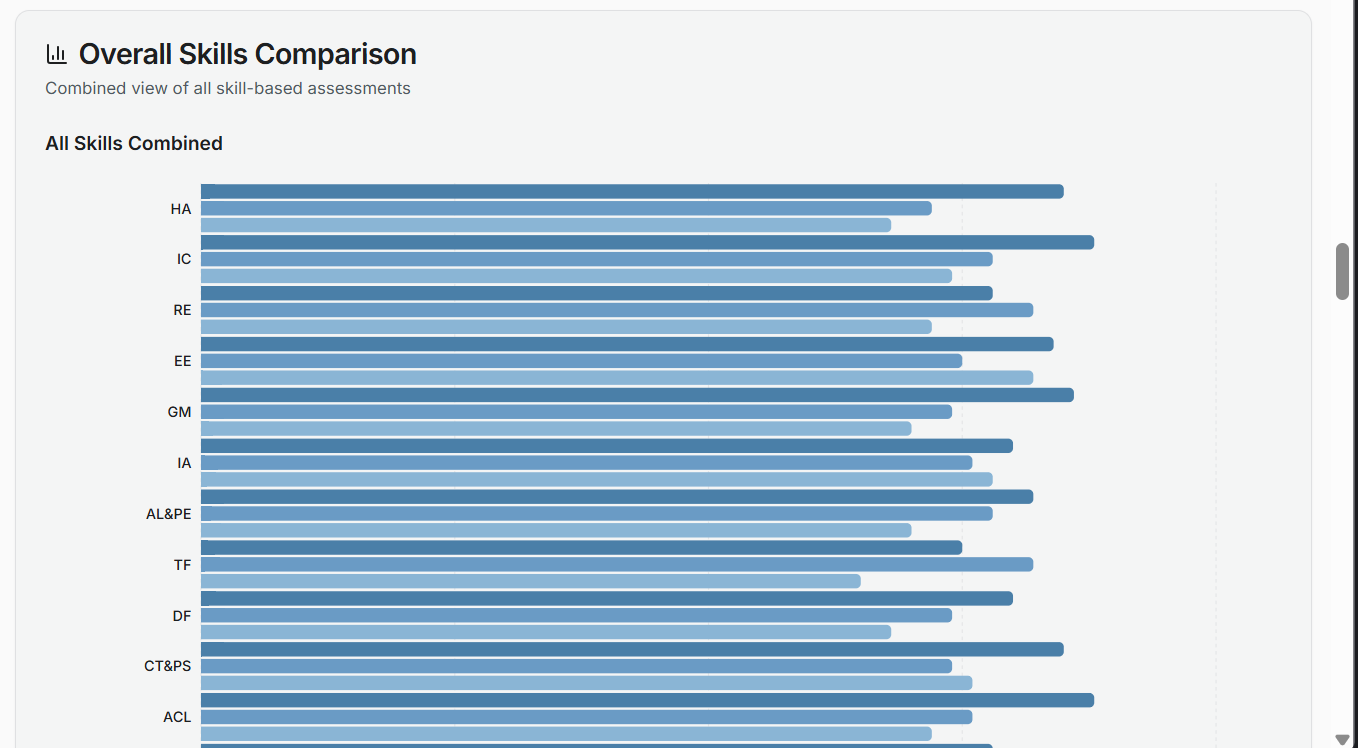 Overall Skills Comparison
Combined view of all skill-based assessments
All Skills Combined
HA
IC
RE
EE
GM
IA
AL&PE
TF
DF
CT&PS
ACL